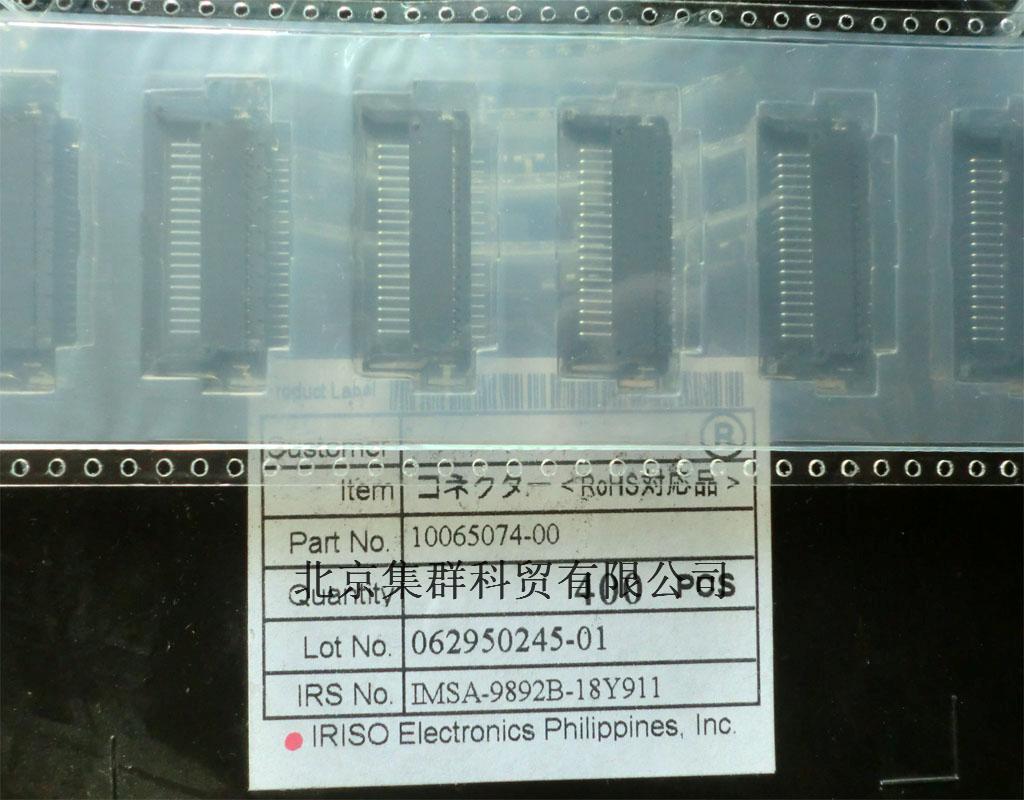 Product Label
Customer
®
Item コネクター <RoHS対応品>
Part No. 10065074-00
北京集群科贸有限公司
Quantity 400 POS
Lot No. 062950245-01
IRS No. IMSA-9892B-18Y911
IRISO Electronics Philippines, Inc.